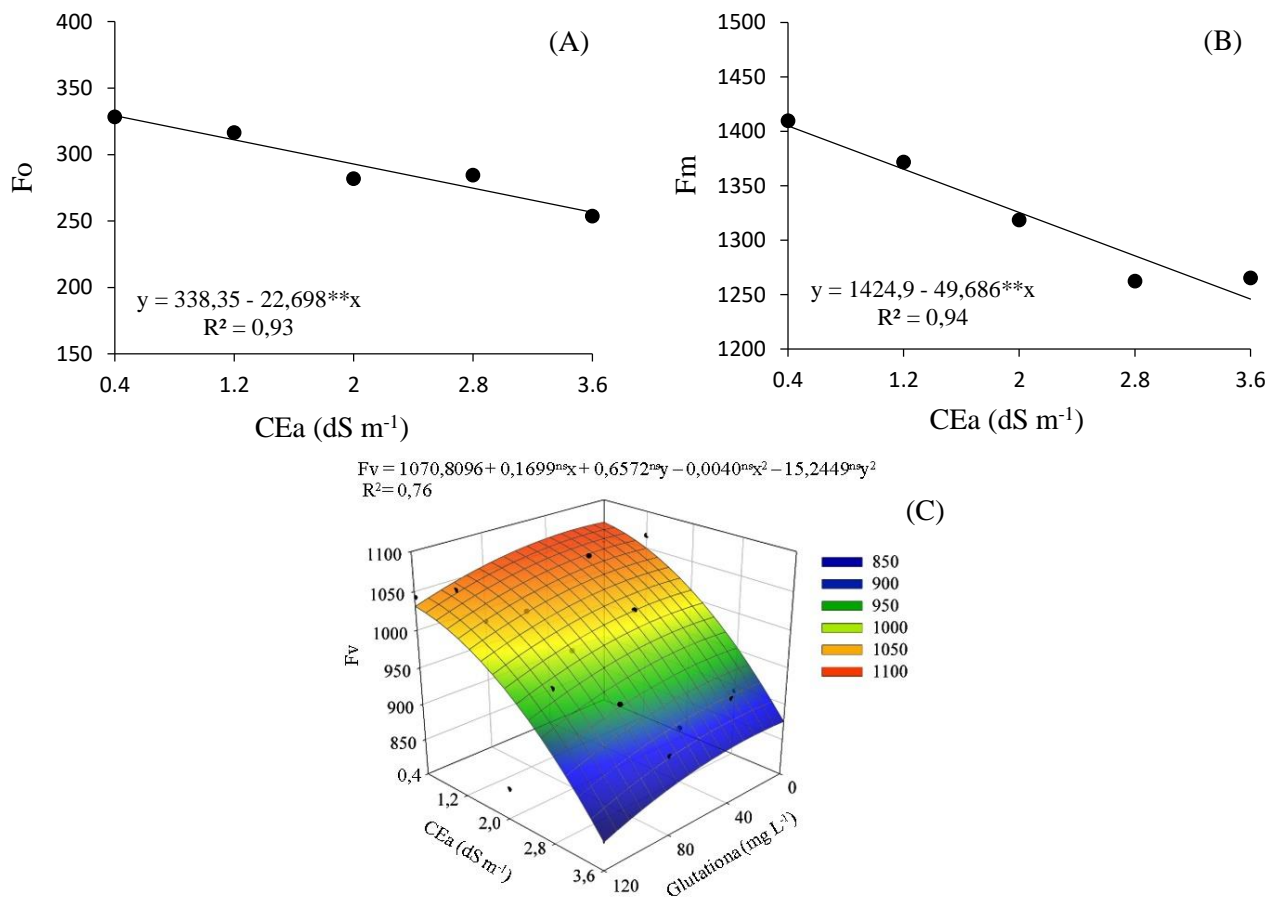 (A)
400
350
300
250
200
150
Fo
y = 338,35 - 22,698**x
R² = 0,93
0.4 1.2 2 2.8 3.6
CEa (dS m-1)
(B)
1500
1450
1400
1350
1300
1250
1200
Fm
y = 1424,9 - 49,686**x
R² = 0,94
0.4 1.2 2 2.8 3.6
CEa (dS m-1)
Fv = 1070,8096 + 0,1699ⁿˢx + 0,6572ⁿˢy – 0,0040ⁿˢx² – 15,2449ⁿˢy²
R² = 0,76
(C)
1100
1050
1000
950
900
850
Fv
0,4
1,2
2,0
2,8
3,6
CEa (dS m-1)
0
40
80
120
Glutationa (mg L-1)
850
900
950
1000
1050
1100